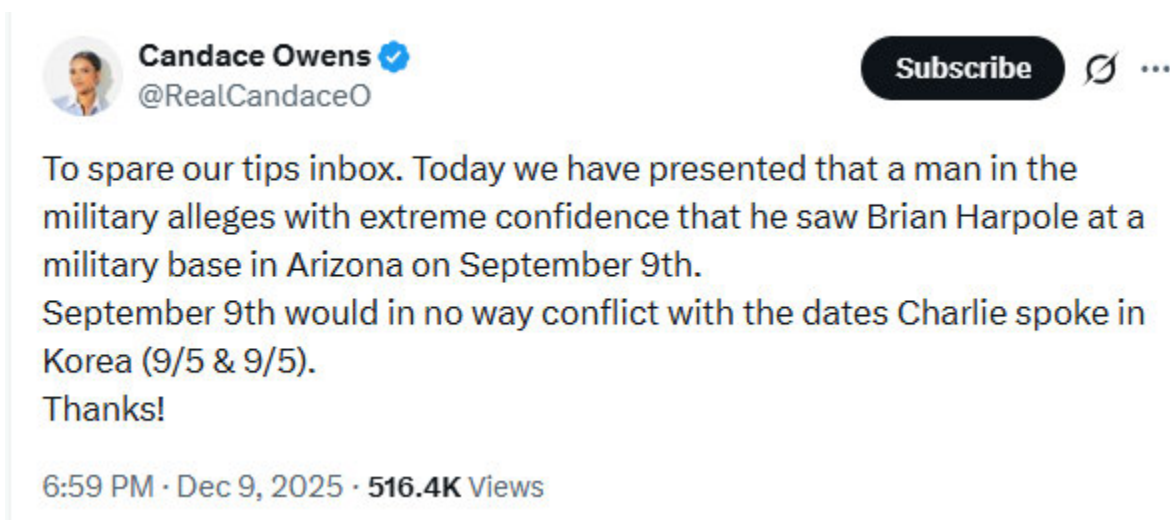 Candace Owens
@RealCandaceO
Subscribe
To spare our tips inbox. Today we have presented that a man in the
military alleges with extreme confidence that he saw Brian Harpole at a
military base in Arizona on September 9th.
September 9th would in no way conflict with the dates Charlie spoke in
Korea (9/5 & 9/5).
Thanks!
6:59 PM · Dec 9, 2025 · 516.4K Views